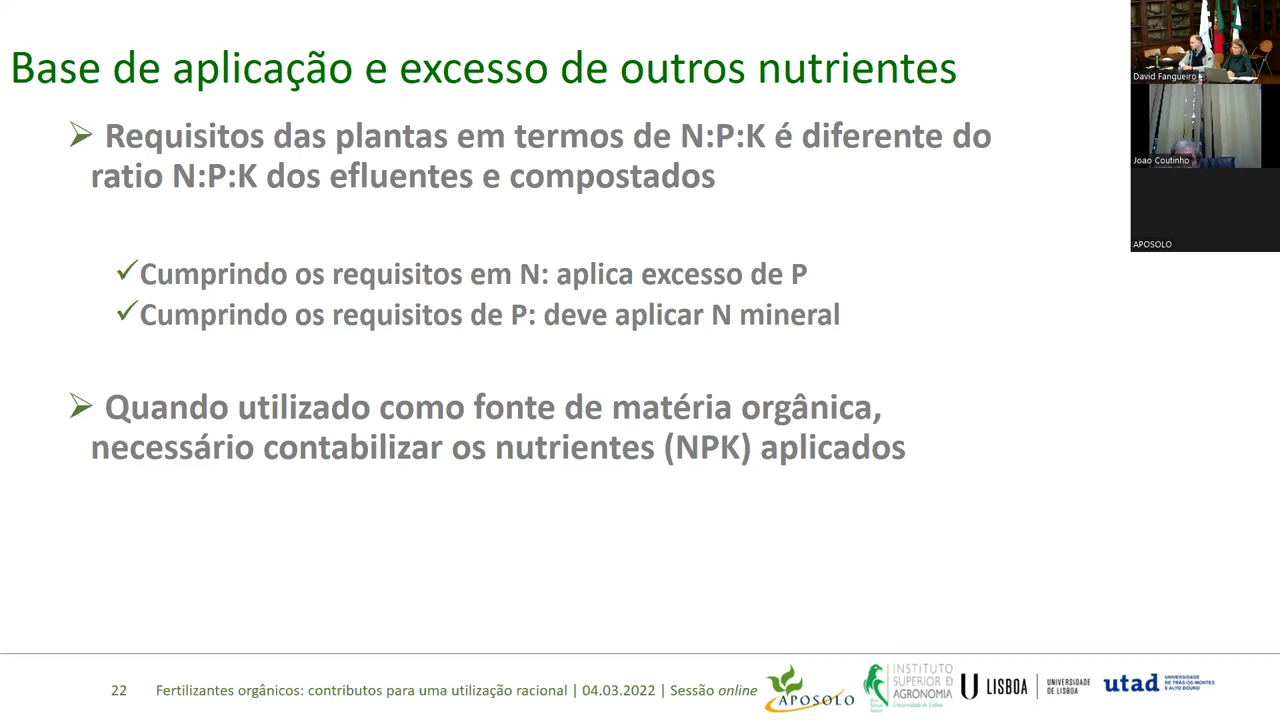 Base de aplicação e excesso de outros nutrientes
Requisitos das plantas em termos de N:P:K é diferente do
ratio N:P:K dos efluentes e compostados
Cumprindo os requisitos em N: aplica excesso de P
Cumprindo os requisitos de P: deve aplicar N mineral
Quando utilizado como fonte de matéria orgânica,
necessário contabilizar os nutrientes (NPK) aplicados
David Fangueiro
Joao Coutinho
APOSOLO
22 Fertilizantes orgânicos: contributos para uma utilização racional | 04.03.2022 | Sessão online
APOSOLO
INSTITUTO
SUPERIOR D
AGRONOMIA
Universidade de Lisboa
U LISBOA
UNIVERSIDADE
DE LISBOA
utad
UNIVERSIDADE
DE TRÁS-OS-MONTES
E ALTO DOURO